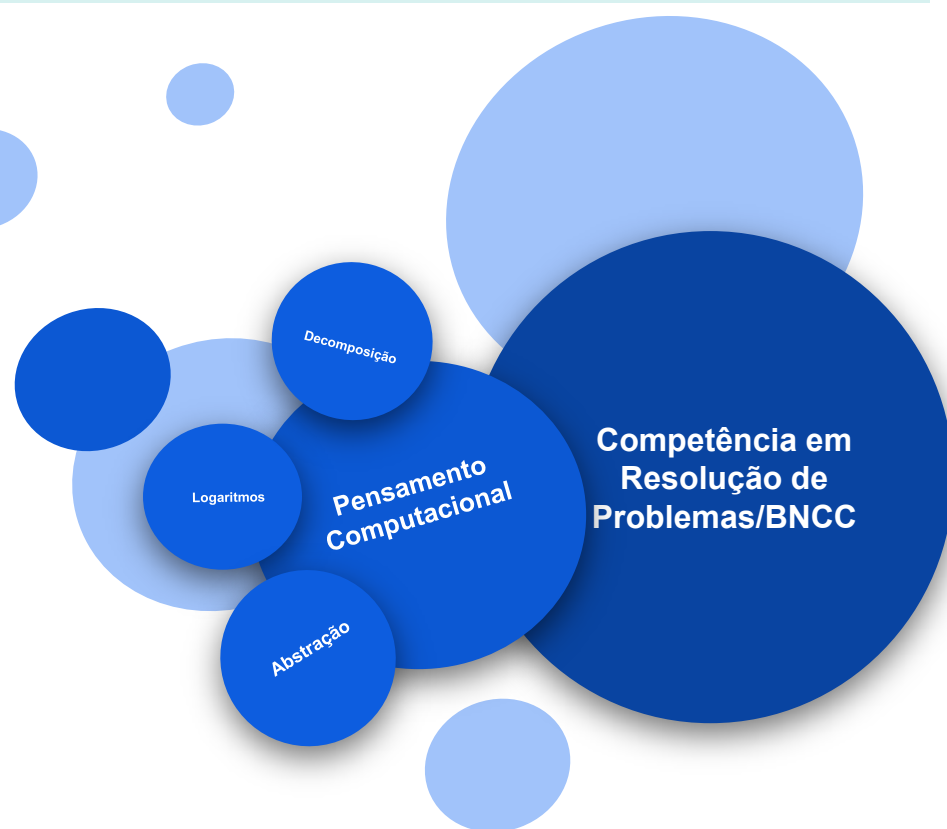 Decomposição
Logaritmos
Pensamento
Computacional
Abstração
Competência em
Resolução de
Problemas/BNCC